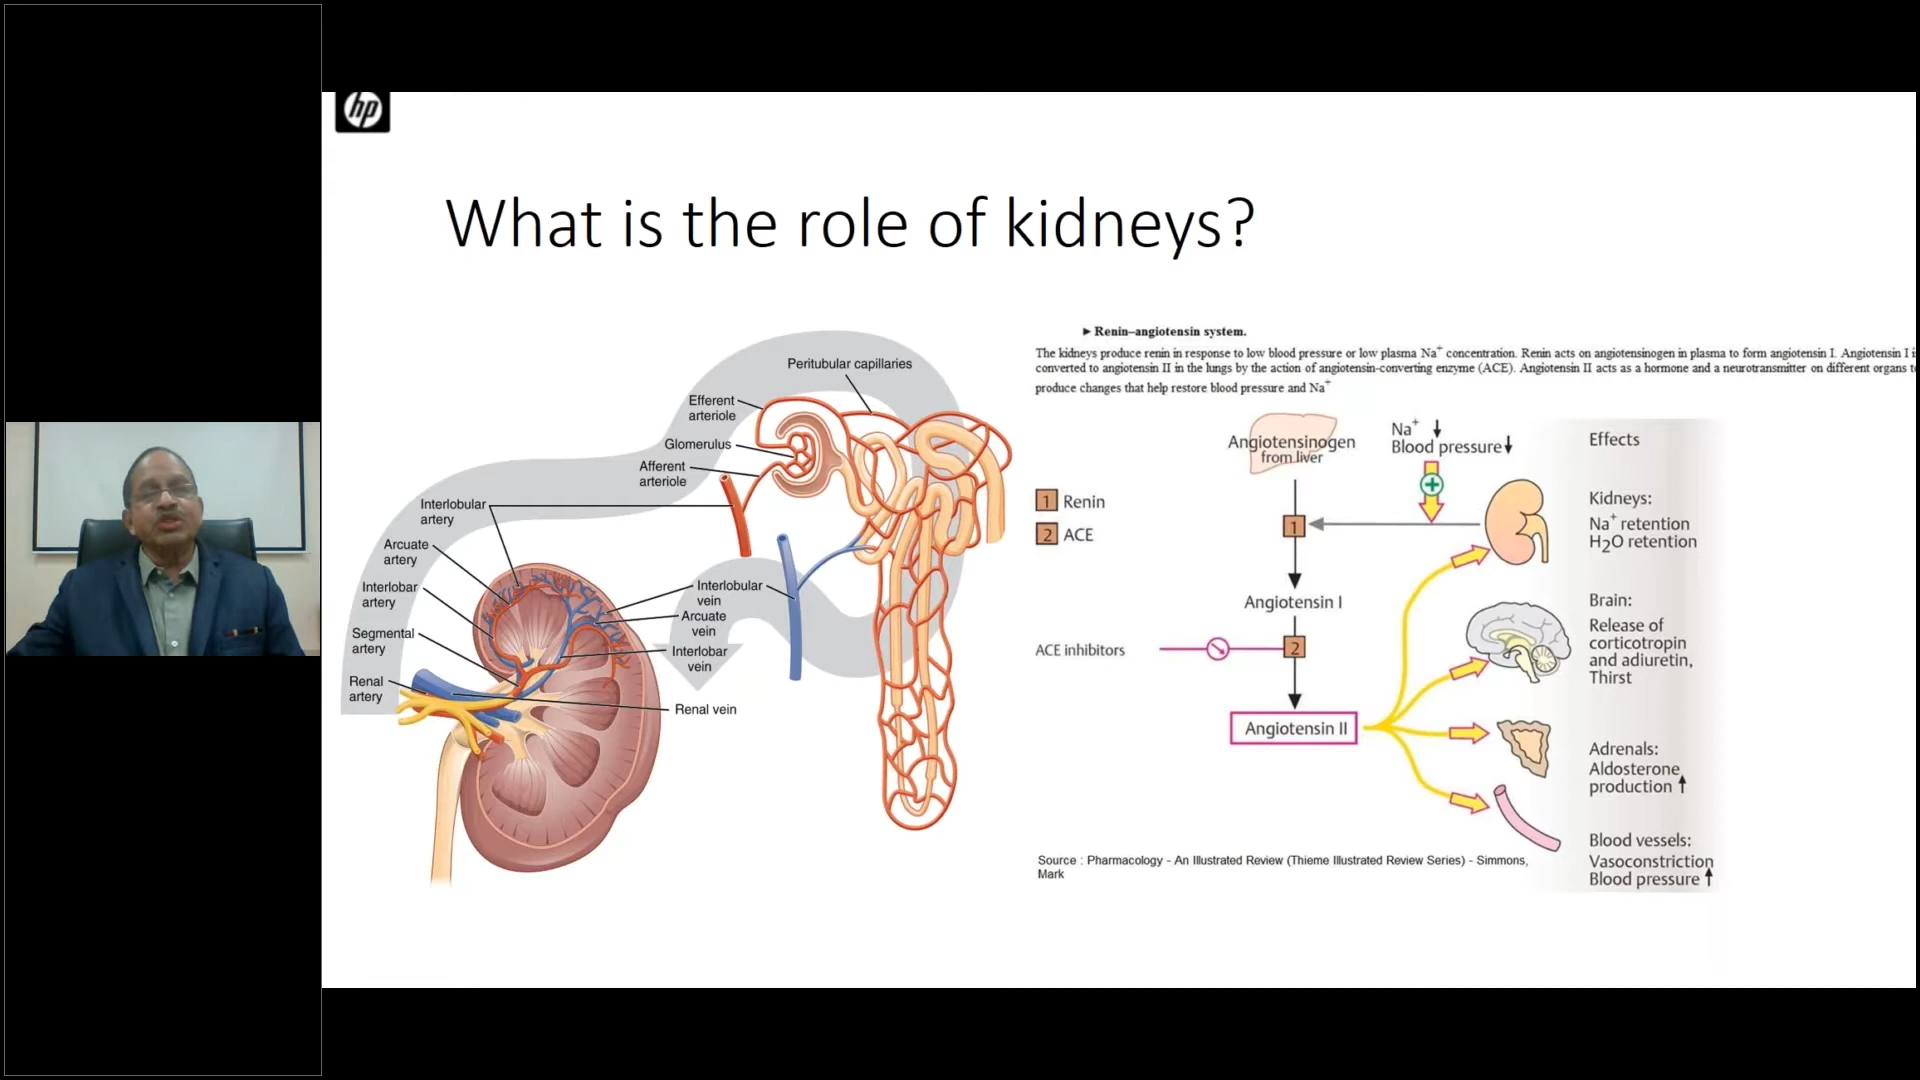 hp
What is the role of kidneys?
Peritubular capillaries
Efferent
arteriole
Glomerulus
Afferent
arteriole
Interlobular
artery
Arcuate
artery
Interlobar
artery
Segmental
artery
Renal
artery
Interlobular
vein
Arcuate
vein
Interlobar
vein
Renal vein
►Renin–angiotensin system.
The kidneys produce renin in response to low blood pressure or low plasma Na+ concentration. Renin acts on angiotensinogen in plasma to form angiotensin I. Angiotensin I i
converted to angiotensin II in the lungs by the action of angiotensin-converting enzyme (ACE). Angiotensin II acts as a hormone and a neurotransmitter on different organs t
produce changes that help restore blood pressure and Na+
Angiotensinogen
from liver
Na+ ↓
Blood pressure↓
1 Renin
2 ACE
1
Angiotensin I
ACE inhibitors
2
Angiotensin II
Effects
Kidneys:
Na+ retention
H2O retention
Brain:
Release of
corticotropin
and adiuretin,
Thirst
Adrenals:
Aldosterone
production ↑
Blood vessels:
Vasoconstriction
Blood pressure ↑
Source : Pharmacology - An Illustrated Review (Thieme Illustrated Review Series) - Simmons,
Mark